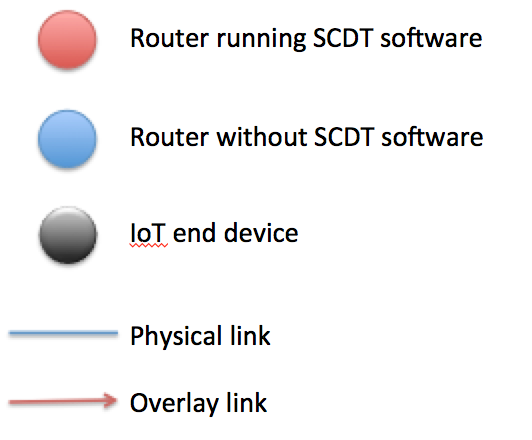 Router running SCDT software
Router without SCDT software
IoT end device
Physical link
Overlay link